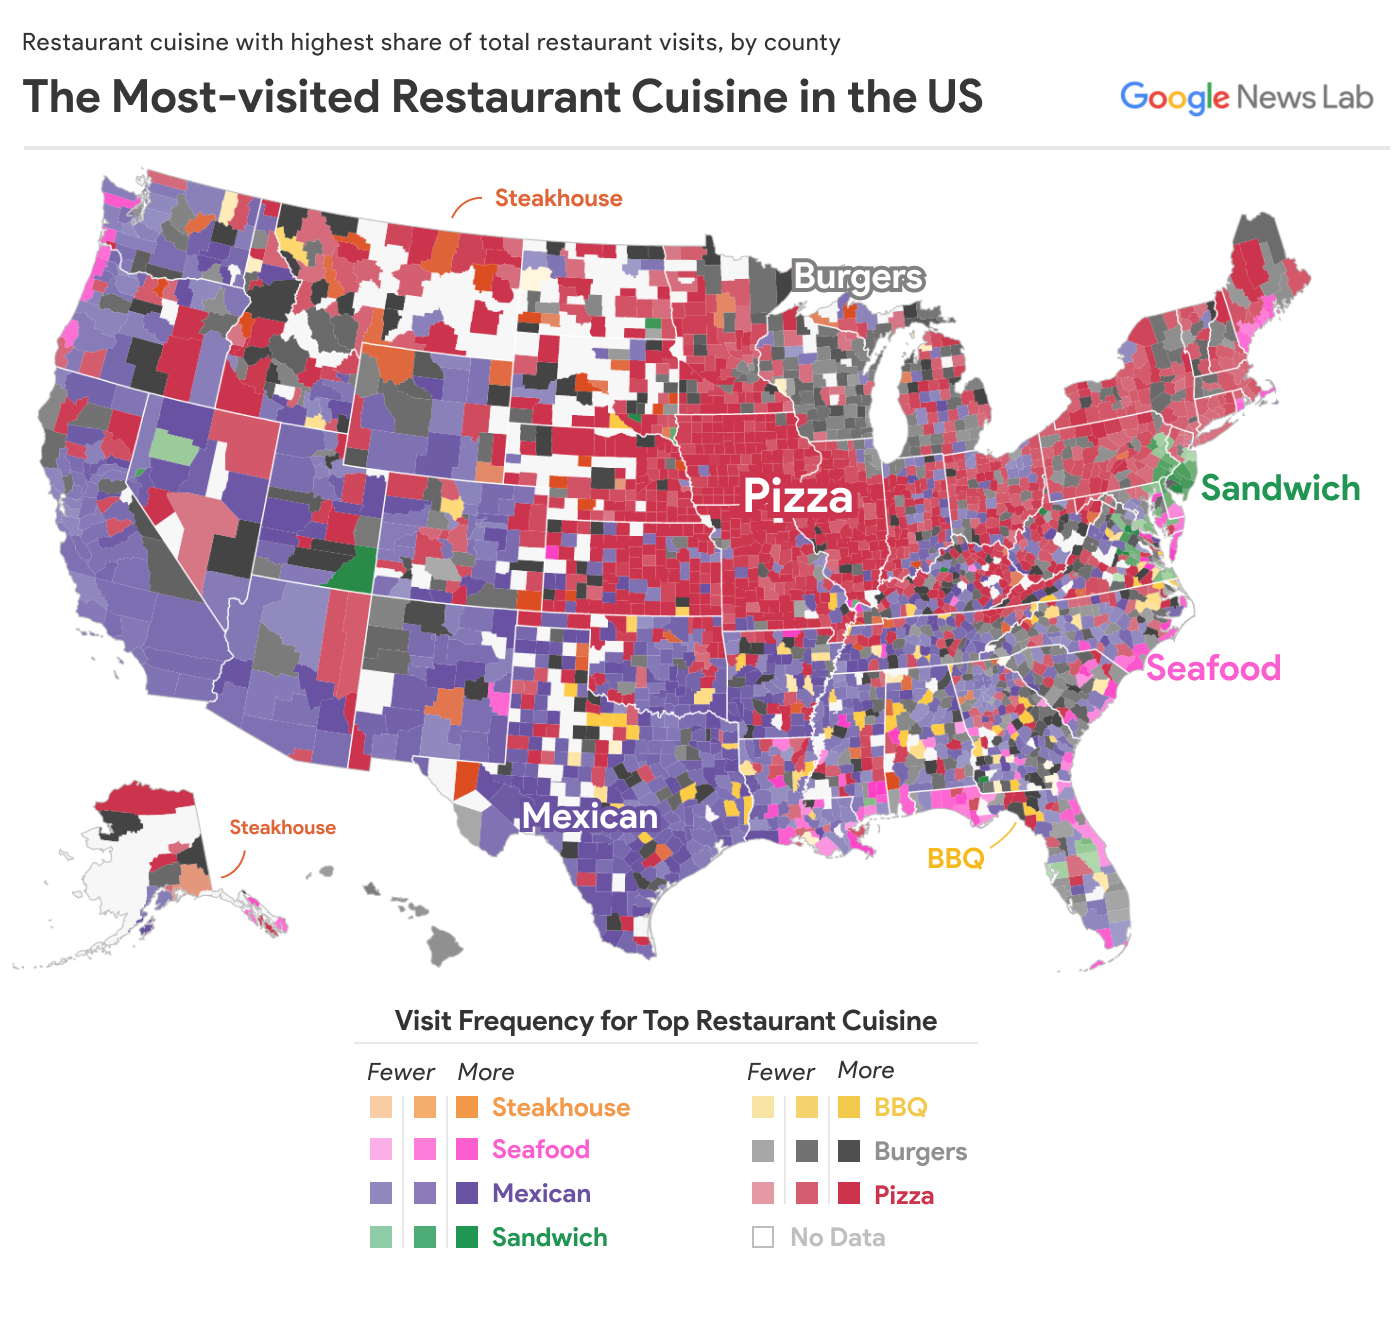 Restaurant cuisine with highest share of total restaurant visits, by county
The Most-visited Restaurant Cuisine in the US
Google News Lab
Steakhouse
Burgers
Pizza
Sandwich
Seafood
Mexican
BBQ
Steakhouse
Visit Frequency for Top Restaurant Cuisine
Fewer More
Steakhouse
Seafood
Mexican
Sandwich
Fewer More
BBQ
Burgers
Pizza
No Data